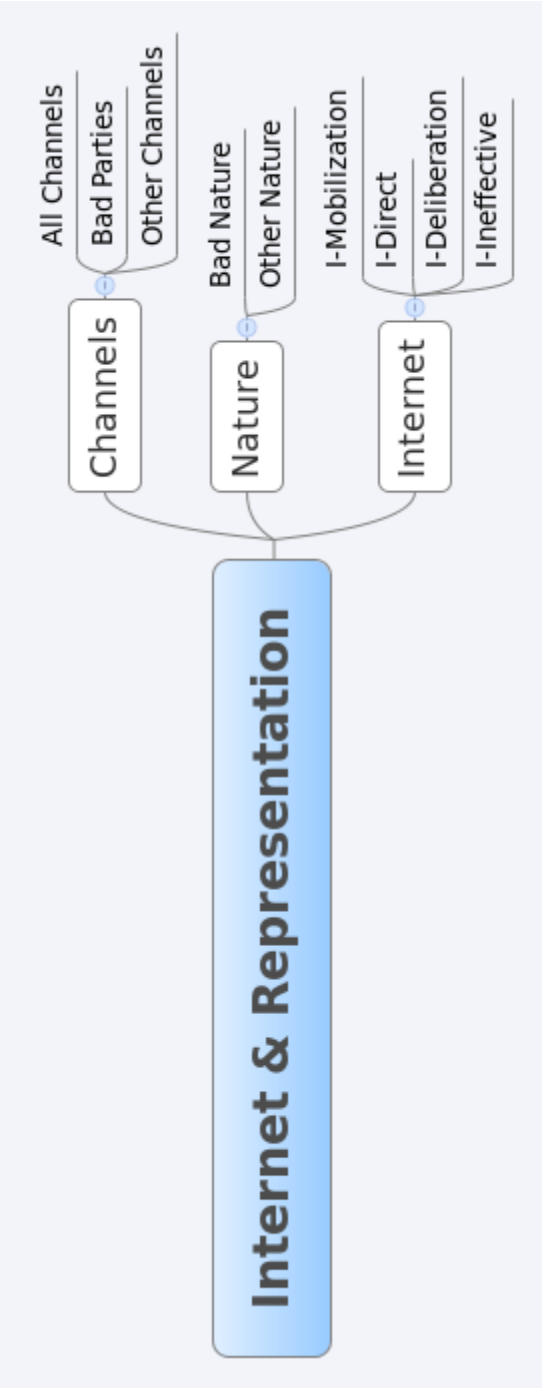 Internet & Representation
Channels
All Channels
Bad Parties
Other Channels
Nature
Bad Nature
Other Nature
Internet
I-Mobilization
I-Direct
I-Deliberation
I-Ineffective